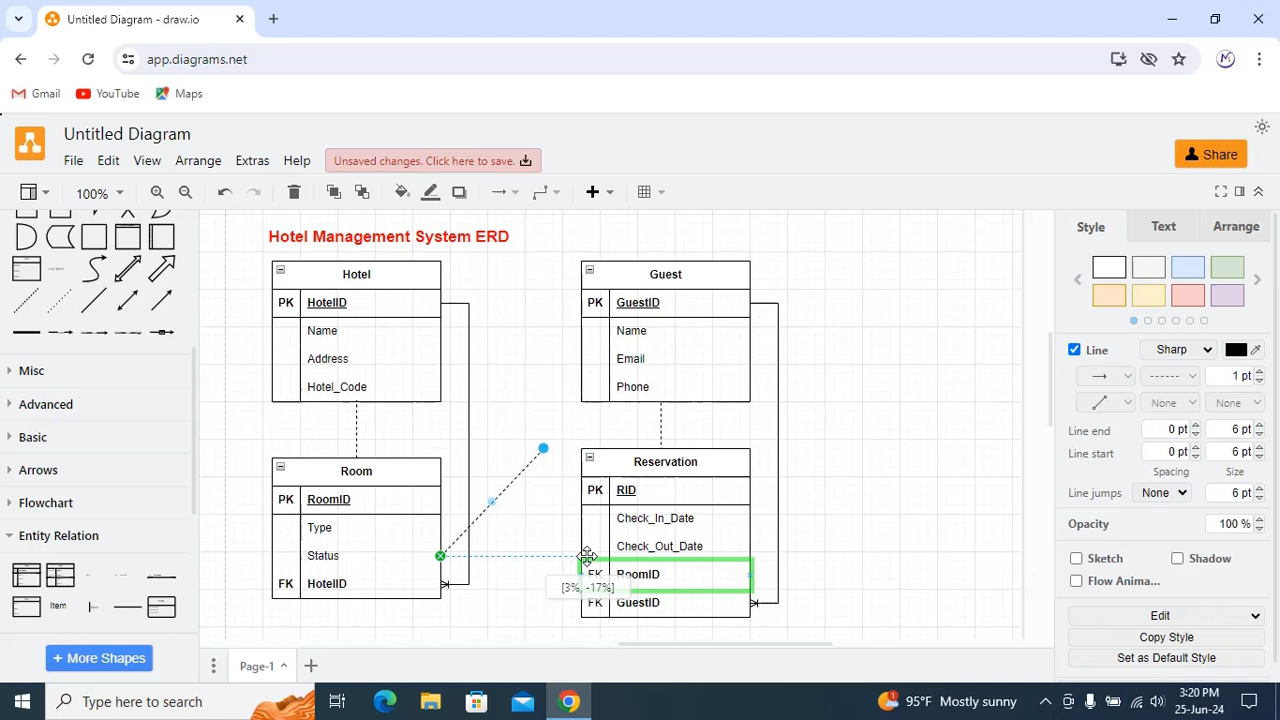 Untitled Diagram - draw.io
app.diagrams.net
Gmail YouTube Maps
Untitled Diagram
File Edit View Arrange Extras Help
Unsaved changes. Click here to save.
Share
100%
Style Text Arrange
Hotel Management System ERD
Hotel
PK HotelID
Name
Address
Hotel_Code
Guest
PK GuestID
Name
Email
Phone
Room
PK RoomID
Type
Status
FK HotelID
Reservation
PK RID
Check_In_Date
Check_Out_Date
FK RoomID
[3%, -17%]
FK GuestID
Misc
Advanced
Basic
Arrows
Flowchart
Entity Relation
Item
+ More Shapes
Line Sharp
1 pt
None None
Line end 0 pt 6 pt
Line start 0 pt 6 pt
Spacing Size
Line jumps None 6 pt
Opacity 100 %
Sketch Shadow
Flow Anima...
Edit
Copy Style
Set as Default Style
Page-1
Type here to search
95°F Mostly sunny
3:20 PM
25-Jun-24